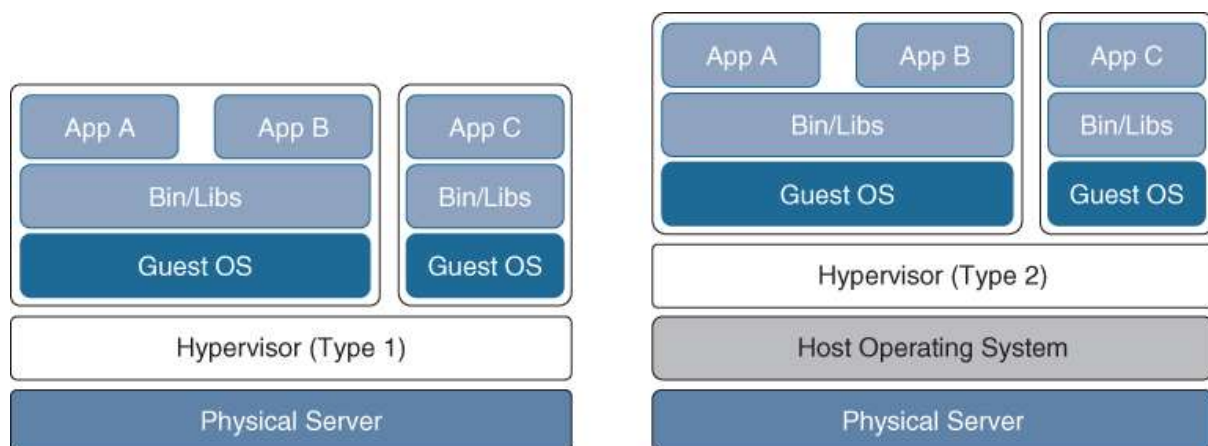 App A App B App C
Bin/Libs Bin/Libs
Guest OS Guest OS
Hypervisor (Type 1)
Physical Server
App A App B App C
Bin/Libs Bin/Libs
Guest OS Guest OS
Hypervisor (Type 2)
Host Operating System
Physical Server